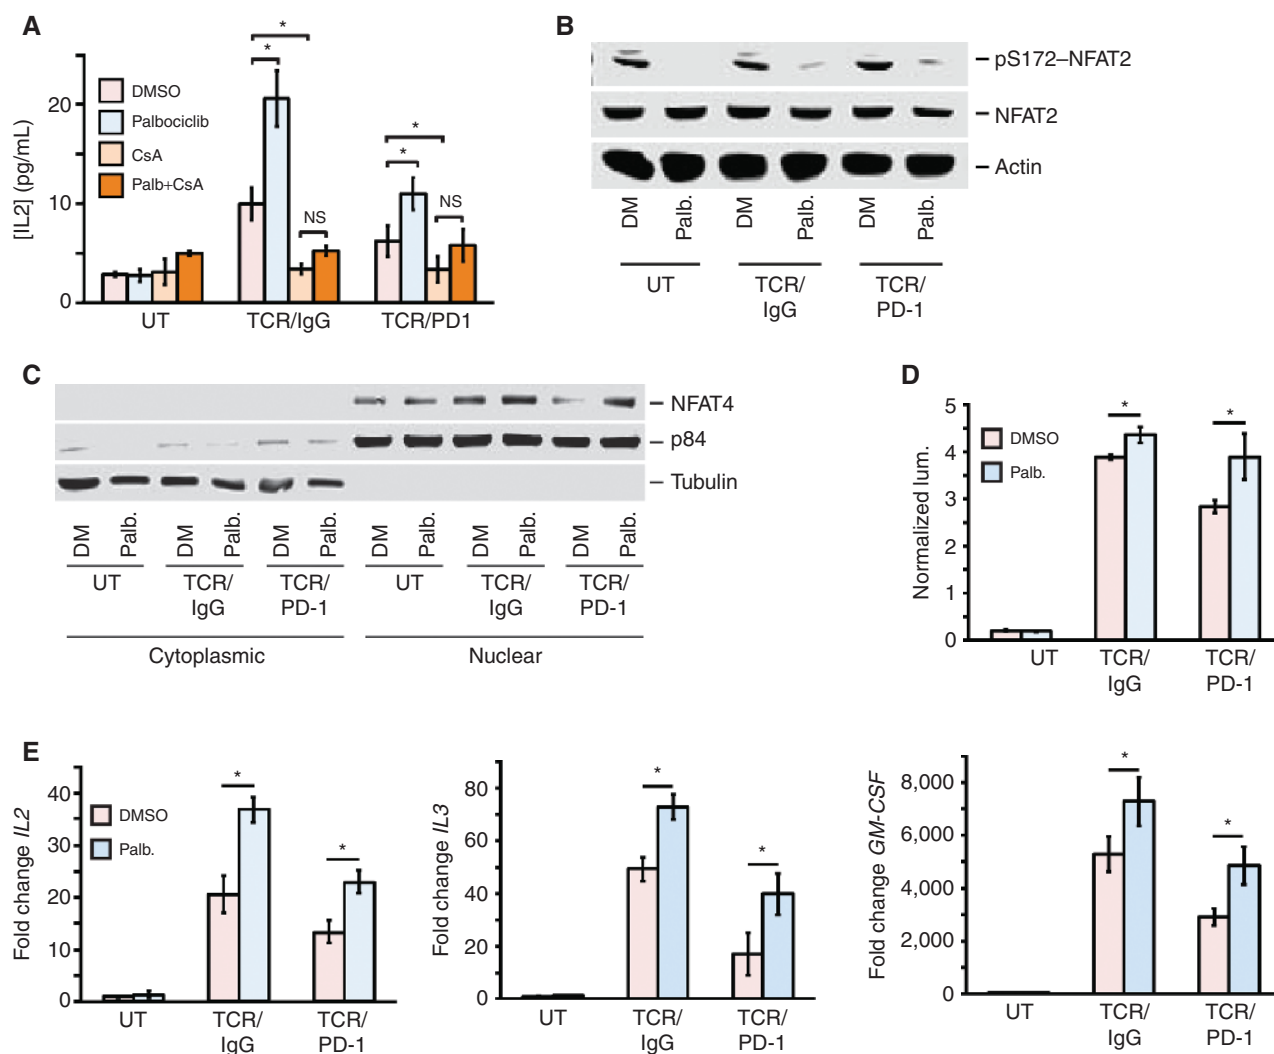 A
[IL2] (pg/mL)
20
10
0
DMSO
Palbociclib
CsA
Palb+CsA
*
*
NS
*
*
NS
UT
TCR/IgG
TCR/PD1
B
pS172–NFAT2
NFAT2
Actin
DM
Palb.
DM
Palb.
DM
Palb.
UT
TCR/
IgG
TCR/
PD-1
C
NFAT4
p84
Tubulin
DM
Palb.
DM
Palb.
DM
Palb.
DM
Palb.
DM
Palb.
DM
Palb.
UT
TCR/
IgG
TCR/
PD-1
UT
TCR/
IgG
TCR/
PD-1
Cytoplasmic
Nuclear
D
Normalized lum.
5
4
3
2
1
0
DMSO
Palb.
*
*
UT
TCR/
IgG
TCR/
PD-1
E
Fold change IL2
40
30
20
10
0
DMSO
Palb.
*
*
UT
TCR/
IgG
TCR/
PD-1
Fold change IL3
80
60
40
20
0
*
*
UT
TCR/
IgG
TCR/
PD-1
Fold change GM-CSF
8,000
6,000
4,000
2,000
0
*
*
UT
TCR/
IgG
TCR/
PD-1